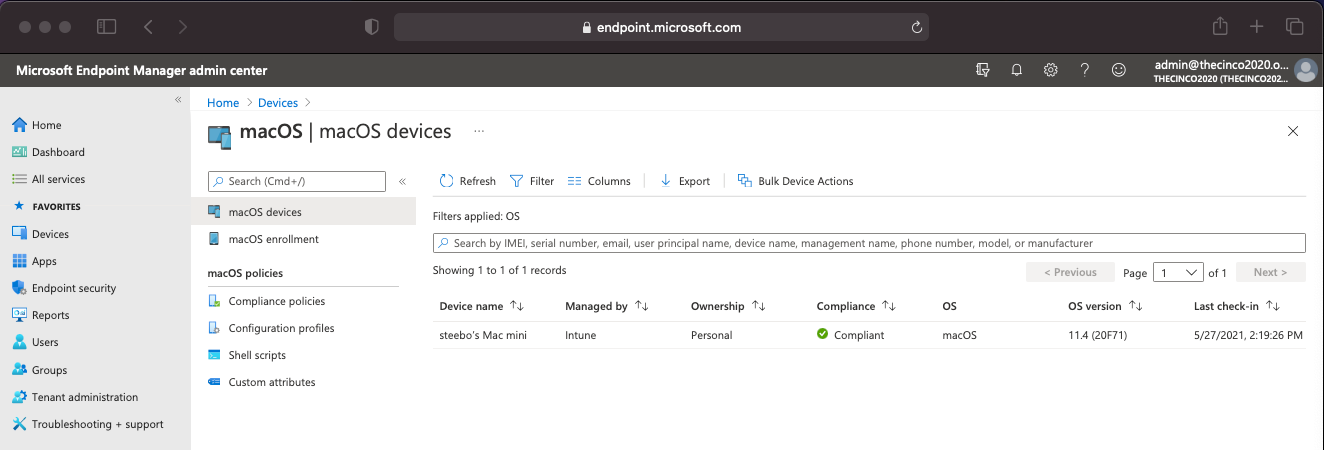 endpoint.microsoft.com
Microsoft Endpoint Manager admin center
admin@thecinco2020.o...
THECINCO2020 (THECINCO202...
Home > Devices >
macOS | macOS devices ...
Home
Dashboard
All services
FAVORITES
Devices
Apps
Endpoint security
Reports
Users
Groups
Tenant administration
Troubleshooting + support
Search (Cmd+/)
macOS devices
macOS enrollment
macOS policies
Compliance policies
Configuration profiles
Shell scripts
Custom attributes
Refresh Filter Columns Export Bulk Device Actions
Filters applied: OS
Search by IMEI, serial number, email, user principal name, device name, management name, phone number, model, or manufacturer
Showing 1 to 1 of 1 records
< Previous Page 1 of 1 Next >
Device name Managed by Ownership Compliance OS OS version Last check-in
steebo's Mac mini Intune Personal Compliant macOS 11.4 (20F71) 5/27/2021, 2:19:26 PM